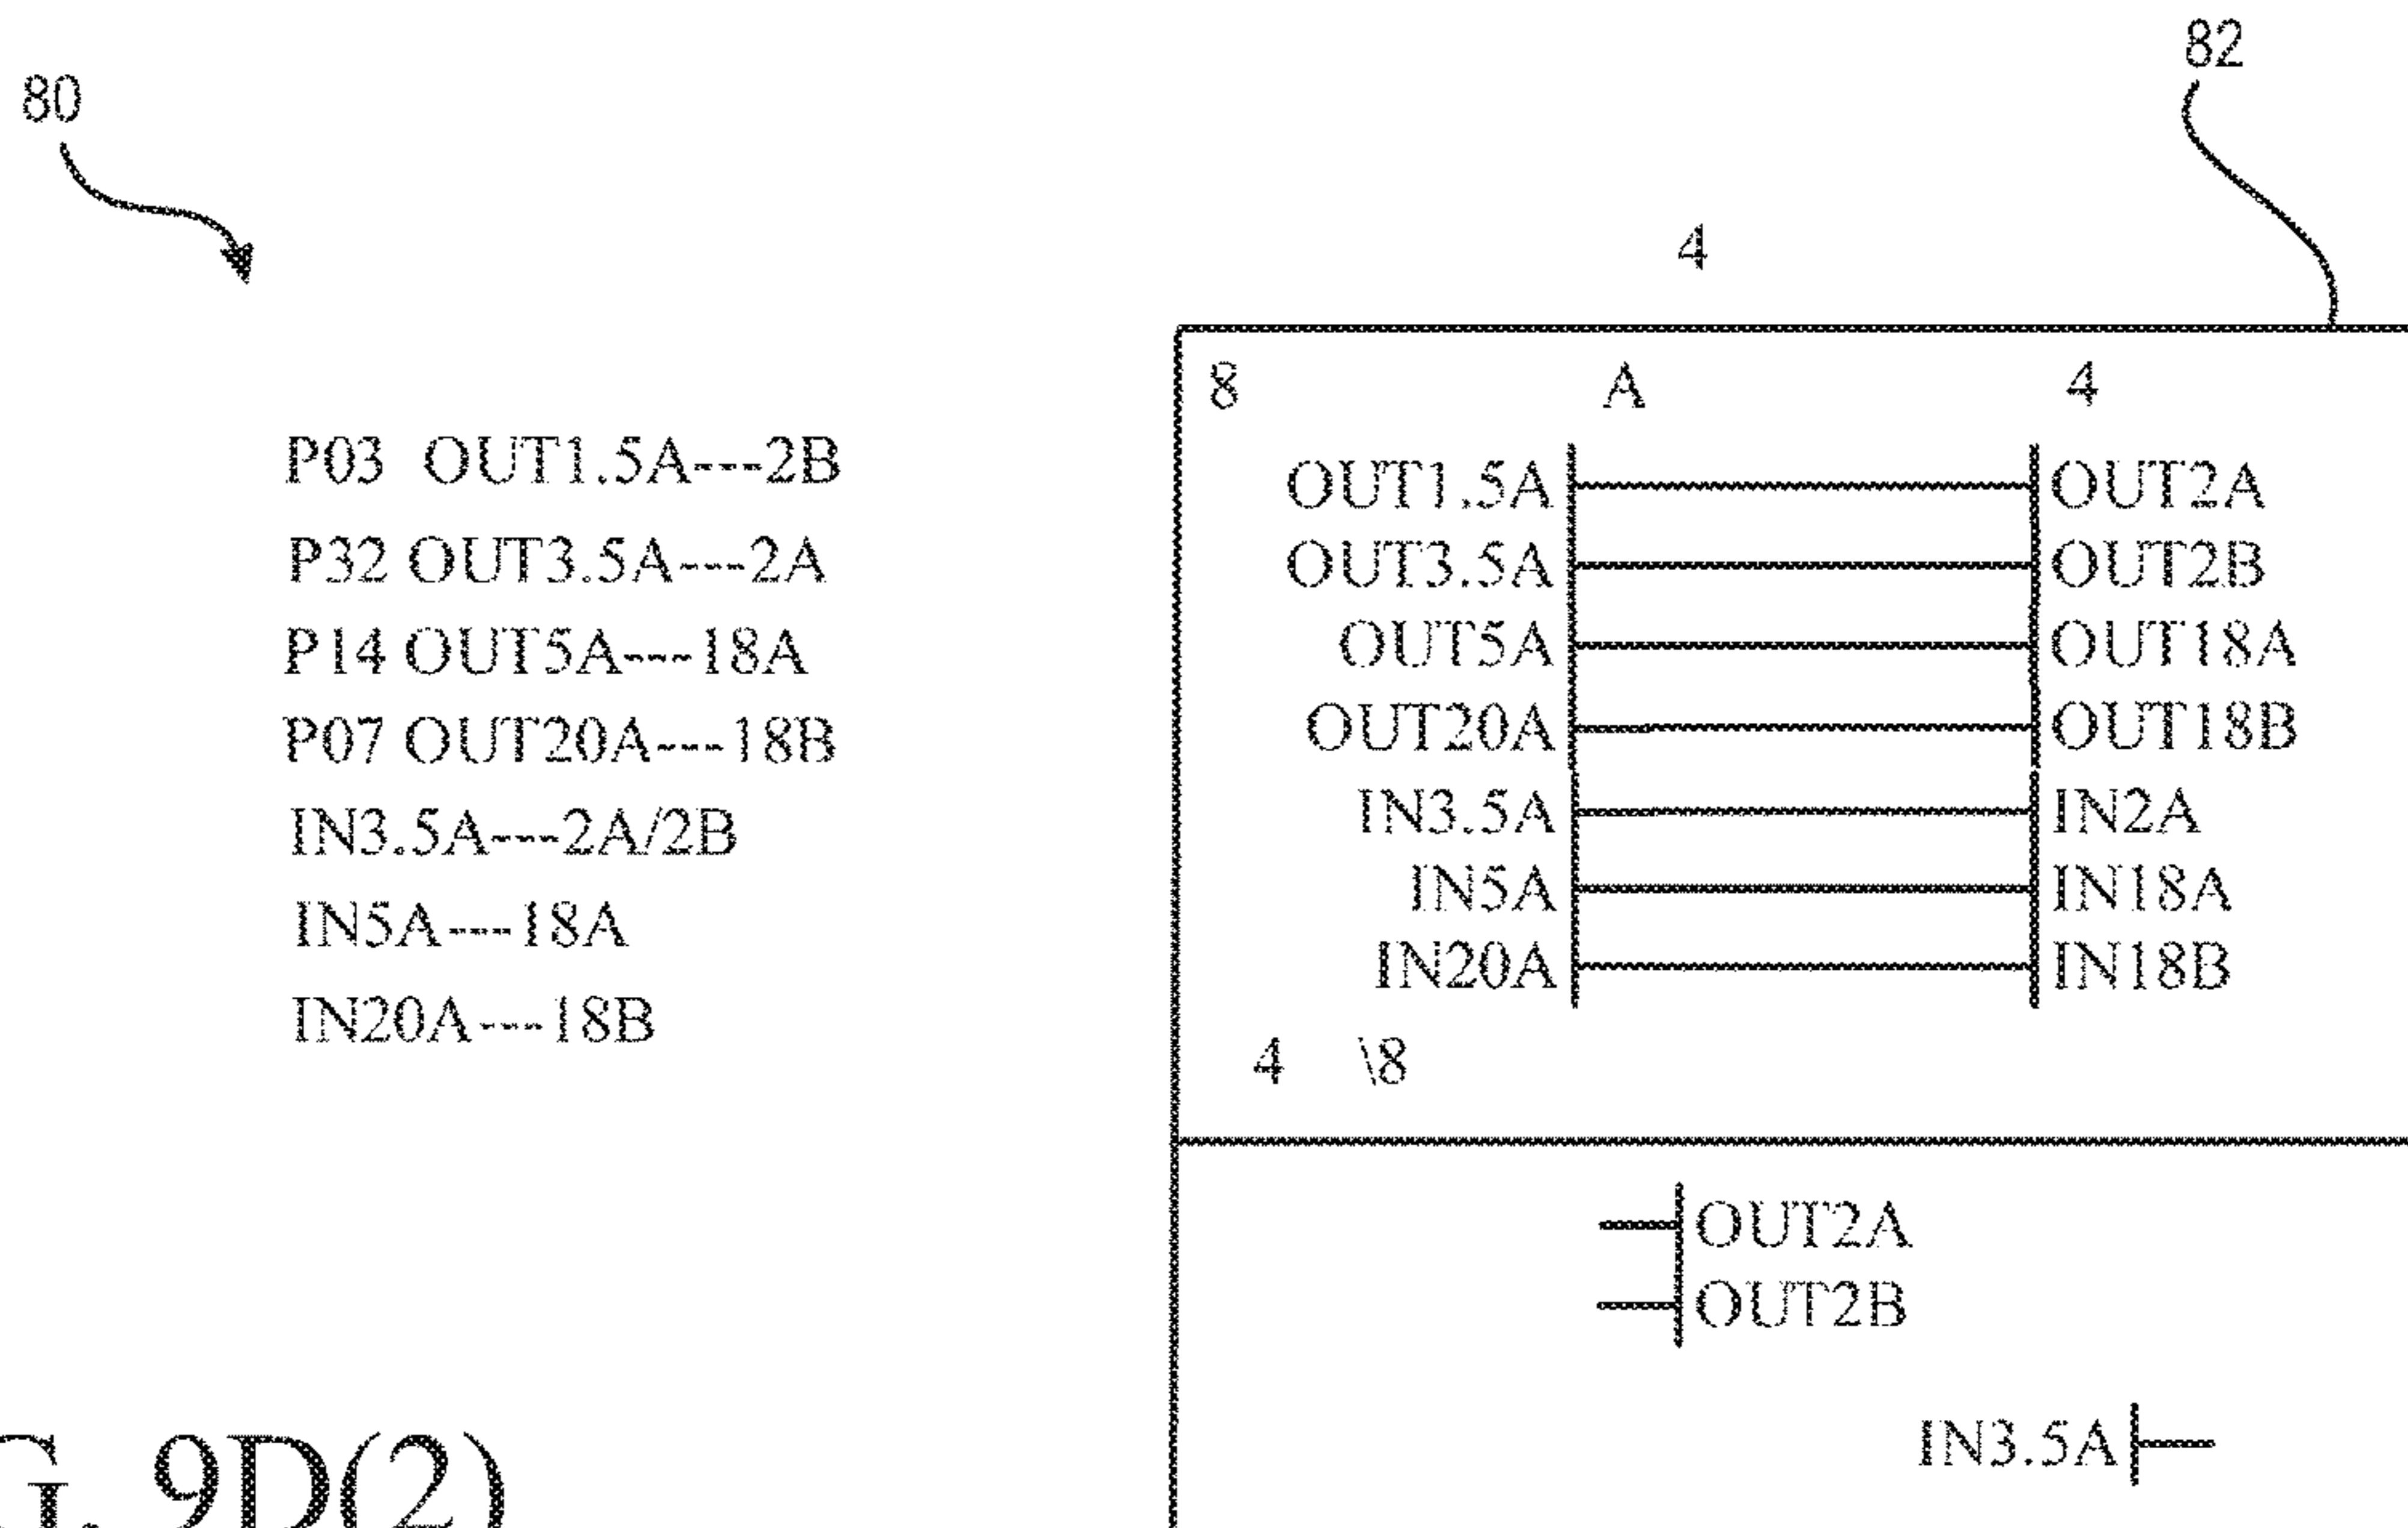 80
82
4
P03 OUT1.5A---2B
P32 OUT3.5A---2A
P14 OUT5A---18A
P07 OUT20A---18B
IN3.5A---2A/2B
IN5A---18A
IN20A---18B
8 A 4
OUT1.5A OUT2A
OUT3.5A OUT2B
OUT5A OUT18A
OUT20A OUT18B
IN3.5A IN2A
IN5A IN18A
IN20A IN18B
4 \8
OUT2A
OUT2B
IN3.5A
G. 9D(2)